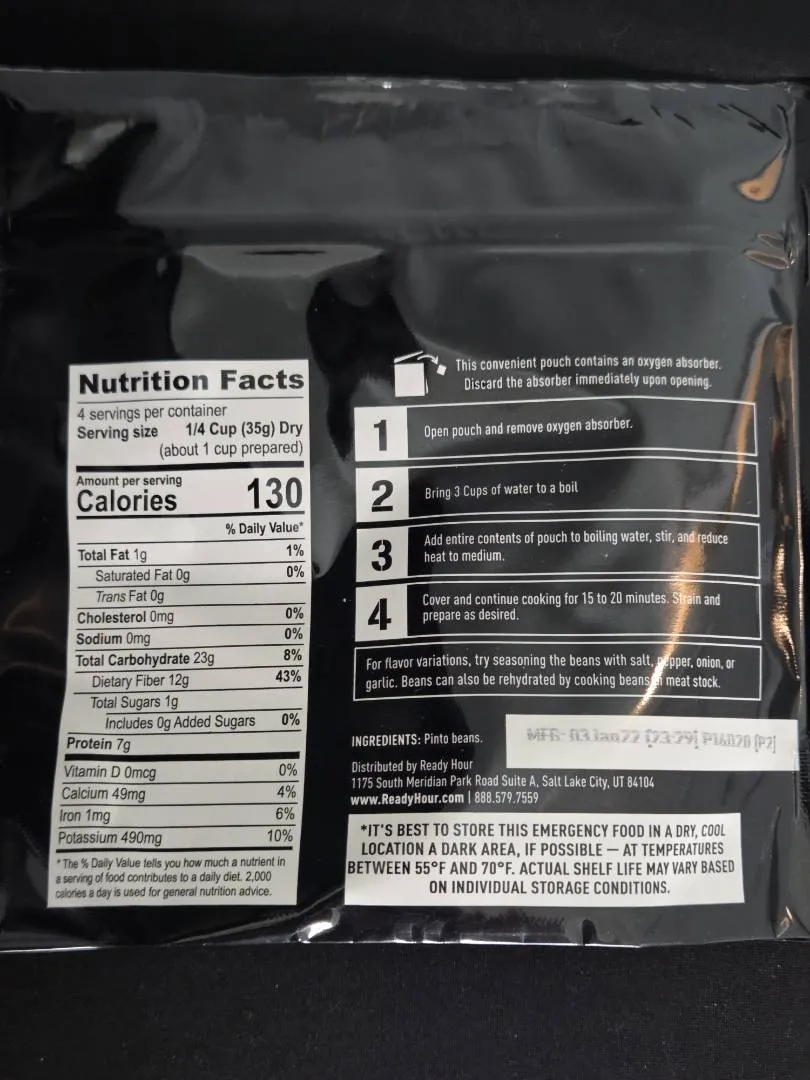 Nutrition Facts
4 servings per container
Serving size 1/4 Cup (35g) Dry
(about 1 cup prepared)
Amount per serving
Calories 130
% Daily Value*
Total Fat 1g 1%
Saturated Fat 0g 0%
Trans Fat 0g
Cholesterol 0mg 0%
Sodium 0mg 0%
Total Carbohydrate 23g 8%
Dietary Fiber 12g 43%
Total Sugars 1g
Includes 0g Added Sugars 0%
Protein 7g
Vitamin D 0mcg 0%
Calcium 49mg 4%
Iron 1mg 6%
Potassium 490mg 10%
* The % Daily Value tells you how much a nutrient in
a serving of food contributes to a daily diet. 2,000
calories a day is used for general nutrition advice.
This convenient pouch contains an oxygen absorber.
Discard the absorber immediately upon opening.
1 Open pouch and remove oxygen absorber.
2 Bring 3 Cups of water to a boil
3 Add entire contents of pouch to boiling water, stir, and reduce
heat to medium.
4 Cover and continue cooking for 15 to 20 minutes. Strain and
prepare as desired.
For flavor variations, try seasoning the beans with salt, pepper, onion, or
garlic. Beans can also be rehydrated by cooking beans in meat stock.
INGREDIENTS: Pinto beans.
MFG- 03 Jan22
Distributed by Ready Hour
1175 South Meridian Park Road Suite A, Salt Lake City, UT 84104
www.ReadyHour.com | 888.579.7559
*IT'S BEST TO STORE THIS EMERGENCY FOOD IN A DRY, COOL
LOCATION A DARK AREA, IF POSSIBLE — AT TEMPERATURES
BETWEEN 55°F AND 70°F. ACTUAL SHELF LIFE MAY VARY BASED
ON INDIVIDUAL STORAGE CONDITIONS.